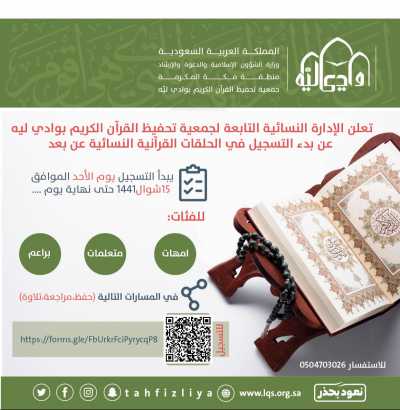 المملكة العربية السعودية
وزارة الشؤون الإسلامية والدعوة والإرشاد
منطقة مكة المكرمة
جمعية تحفيظ القرآن الكريم بوادي ليّه
وادي ليّه
تعلن الإدارة النسائية التابعة لجمعية تحفيظ القرآن الكريم بوادي ليه
عن بدء التسجيل في الحلقات القرآنية النسائية عن بعد
يبدأ التسجيل يوم الأحد الموافق
15شوال1441 حتى نهاية يوم ....
للفئات:
امهات
متعلمات
براعم
في المسارات التالية (حفظ،مراجعة،تلاوة)
للتسجيل
https://forms.gle/FbUrkrFciPyrycqP8
للاستفسار 0504703026
نعود بحذر
www.lqs.org.sa
tahfizliya